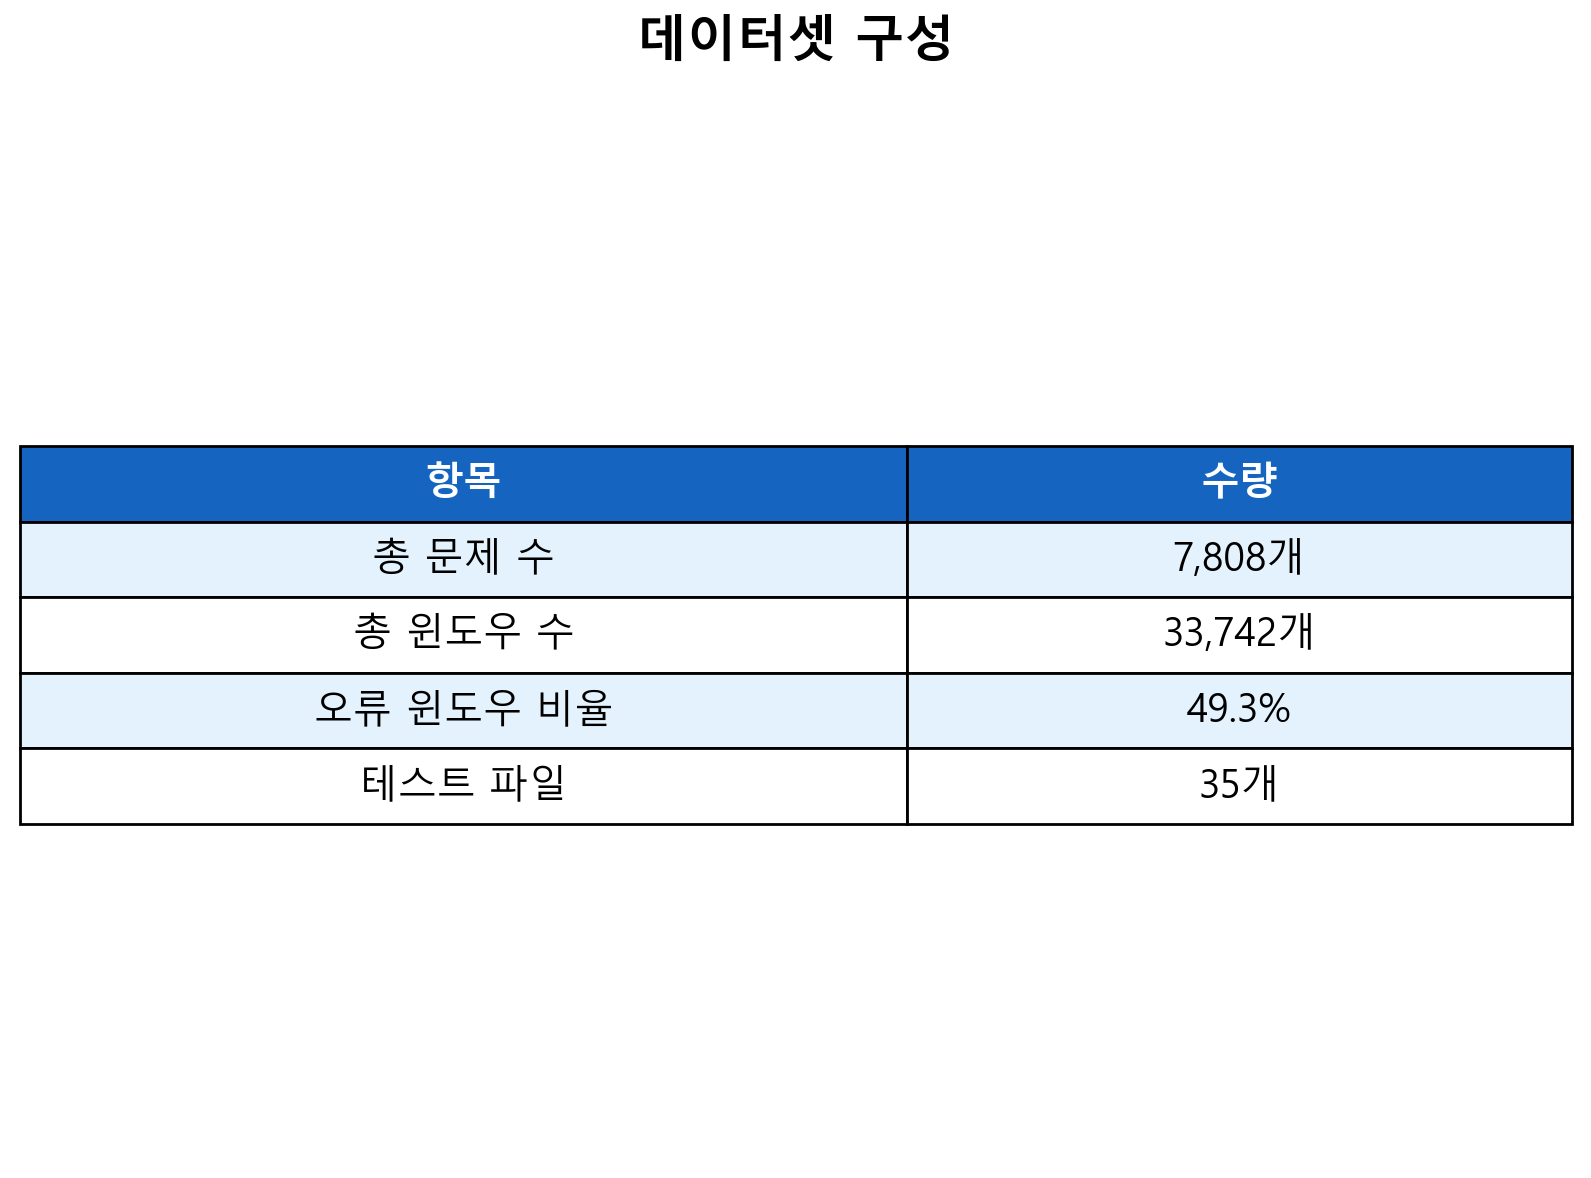 데이터셋 구성
항목 수량
총 문제 수 7,808개
총 윈도우 수 33,742개
오류 윈도우 비율 49.3%
테스트 파일 35개